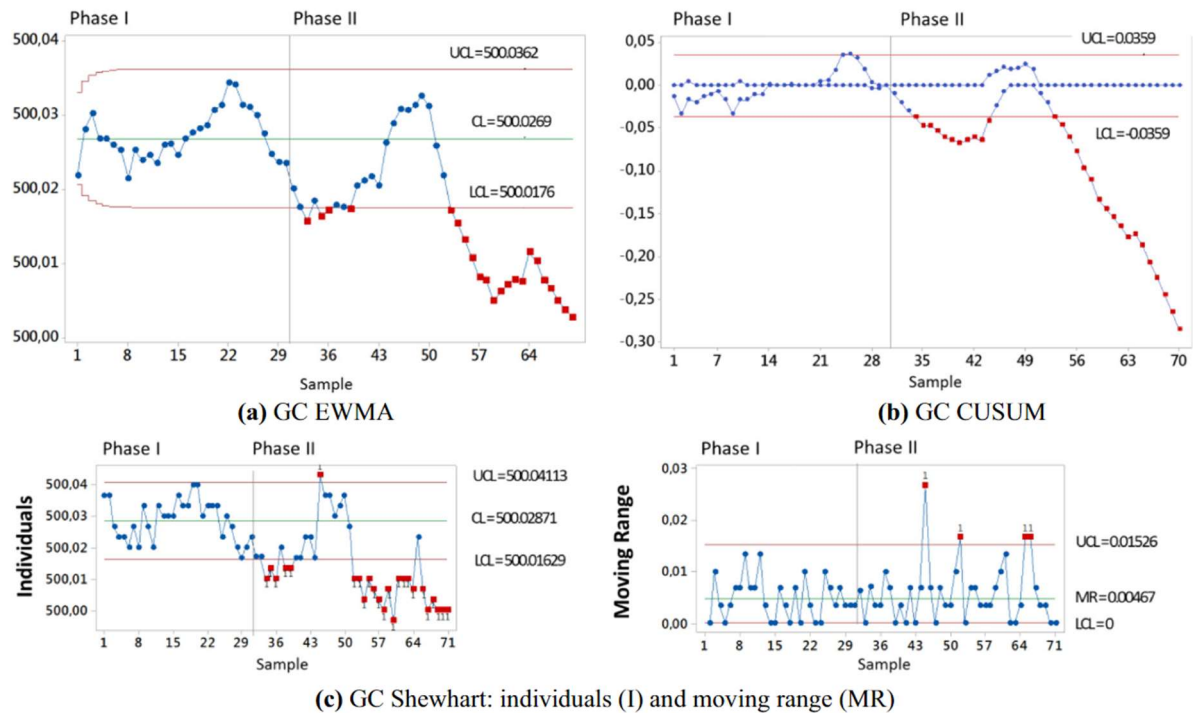 Phase I Phase II
500,04
500,03
500,02
500,01
500,00
UCL=500.0362
CL=500.0269
LCL=500.0176
1 8 15 22 29 36 43 50 57 64
Sample
(a) GC EWMA
Phase I Phase II
0,05
0,00
-0,05
-0,10
-0,15
-0,20
-0,25
-0,30
UCL=0.0359
LCL=-0.0359
1 7 14 21 28 35 42 49 56 63 70
Sample
(b) GC CUSUM
Phase I Phase II
Individuals
500,04
500,03
500,02
500,01
500,00
UCL=500.04113
CL=500.02871
LCL=500.01629
1 8 15 22 29 36 43 50 57 64 71
Sample
Phase I Phase II
Moving Range
0,03
0,02
0,01
0,00
1
1
11
UCL=0.01526
MR=0.00467
LCL=0
1 8 15 22 29 36 43 50 57 64 71
Sample
(c) GC Shewhart: individuals (I) and moving range (MR)